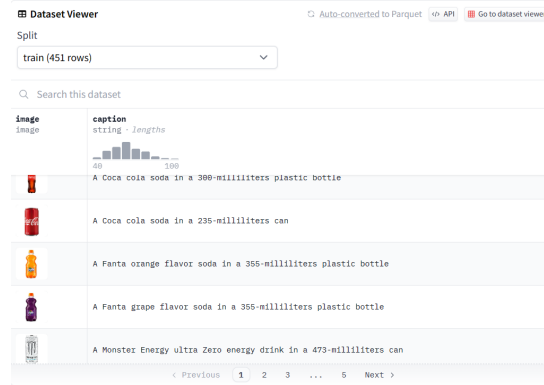 Dataset Viewer
Auto-converted to Parquet
API
Go to dataset viewer
Split
train (451 rows)
Search this dataset
image
image
caption
string · lengths
40
100
A Coca cola soda in a 300-milliliters plastic bottle
A Coca cola soda in a 235-milliliters can
A Fanta orange flavor soda in a 355-milliliters plastic bottle
A Fanta grape flavor soda in a 355-milliliters plastic bottle
A Monster Energy ultra Zero energy drink in a 473-milliliters can
< Previous 1 2 3 ... 5 Next >